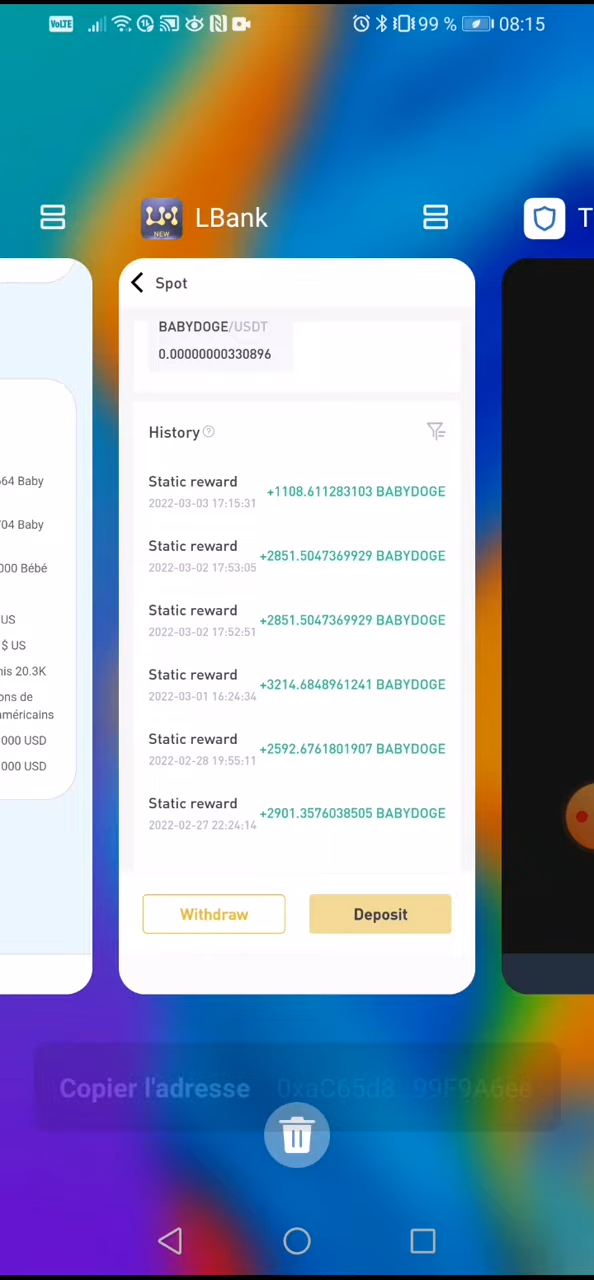 VoLTE 99 % 08:15
LBank
NEW
T
Spot
BABYDOGE/USDT
0.00000000330896
History
Static reward
+1108.611283103 BABYDOGE
2022-03-03 17:15:31
Static reward
+2851.5047369929 BABYDOGE
2022-03-02 17:53:05
Static reward
+2851.5047369929 BABYDOGE
2022-03-02 17:52:51
Static reward
+3214.6848961241 BABYDOGE
2022-03-01 16:24:34
Static reward
+2592.6761801907 BABYDOGE
2022-02-28 19:55:11
Static reward
+2901.3576038505 BABYDOGE
2022-02-27 22:24:14
Withdraw
Deposit
64 Baby
04 Baby
000 Bébé
US
$ US
is 20.3K
ons de
méricains
000 USD
000 USD
Copier l'adresse 0xaC65d8 99F9A6ee